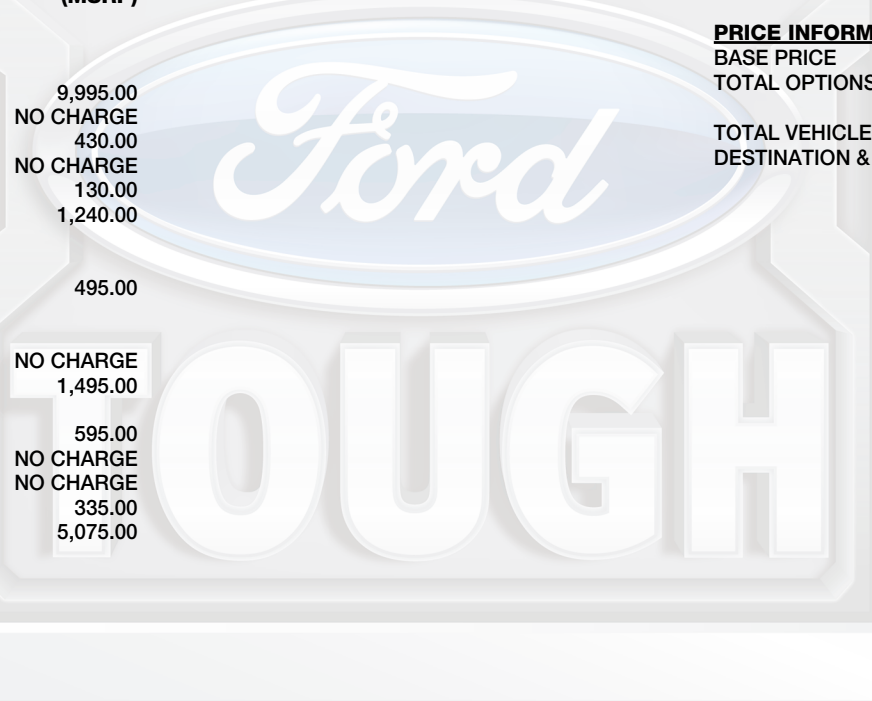 (MSRP)
9,995.00
NO CHARGE
430.00
NO CHARGE
130.00
1,240.00
495.00
NO CHARGE
1,495.00
595.00
NO CHARGE
NO CHARGE
335.00
5,075.00
PRICE INFORM
BASE PRICE
TOTAL OPTIONS
TOTAL VEHICLE
DESTINATION &
Ford
TOUGH